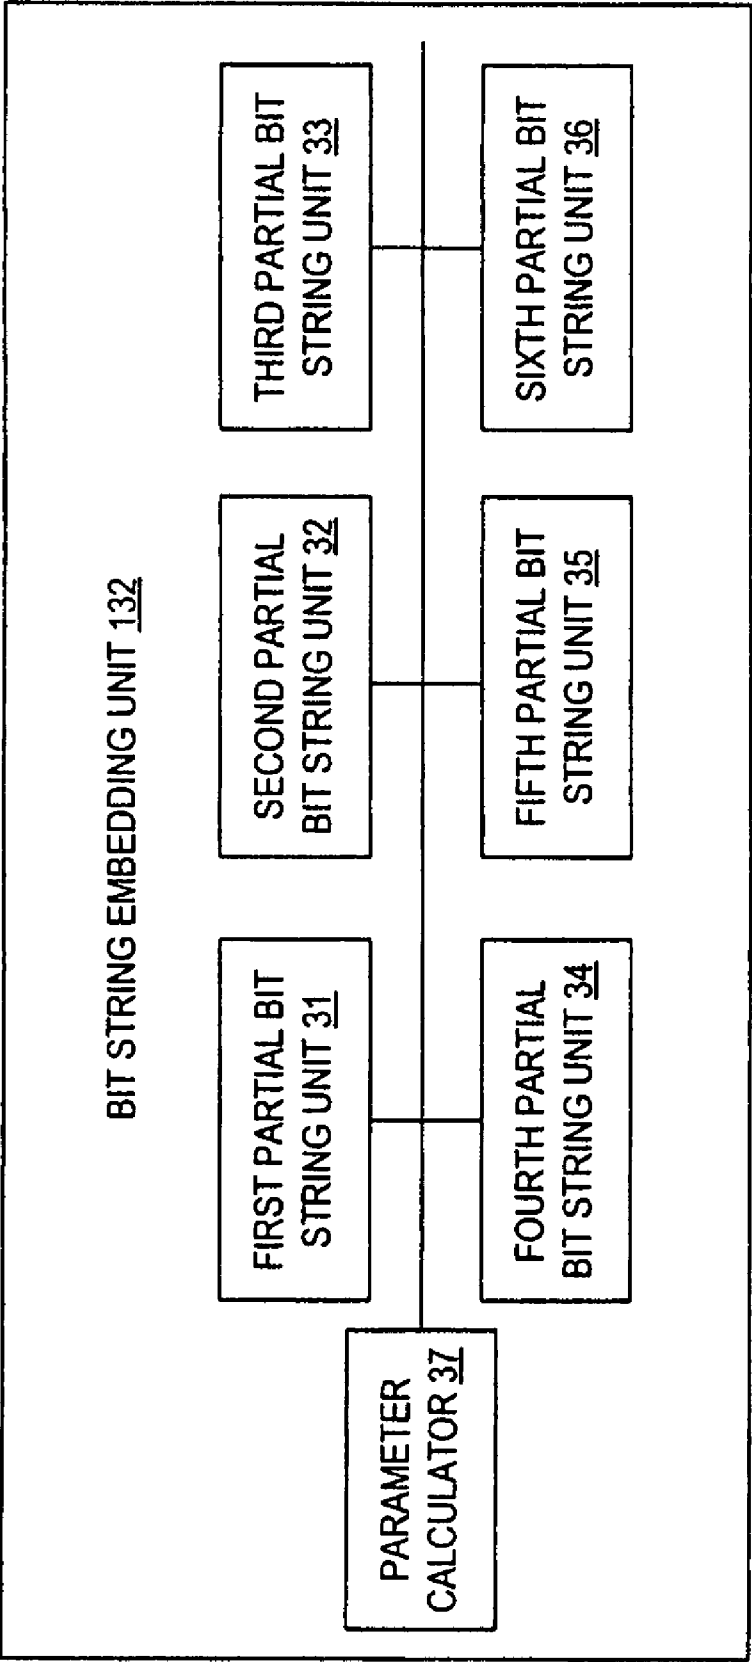 BIT STRING EMBEDDING UNIT 132
FIRST PARTIAL BIT
STRING UNIT 31
SECOND PARTIAL
BIT STRING UNIT 32
THIRD PARTIAL BIT
STRING UNIT 33
PARAMETER
CALCULATOR 37
FOURTH PARTIAL
BIT STRING UNIT 34
FIFTH PARTIAL BIT
STRING UNIT 35
SIXTH PARTIAL BIT
STRING UNIT 36